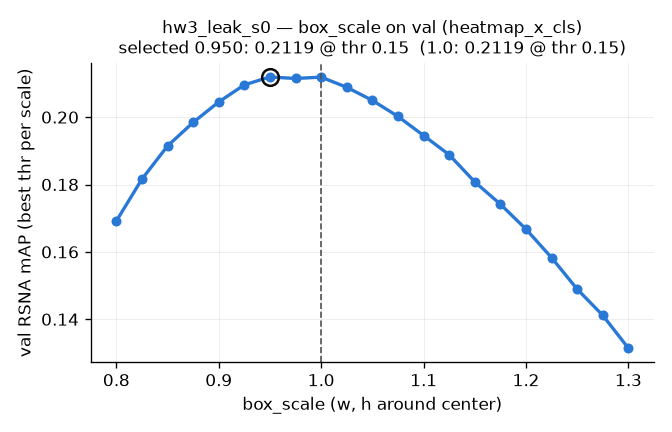 hw3_leak_s0 — box_scale on val (heatmap_x_cls)
selected 0.950: 0.2119 @ thr 0.15  (1.0: 0.2119 @ thr 0.15)
val RSNA mAP (best thr per scale)
0.20
0.18
0.16
0.14
0.8 0.9 1.0 1.1 1.2 1.3
box_scale (w, h around center)